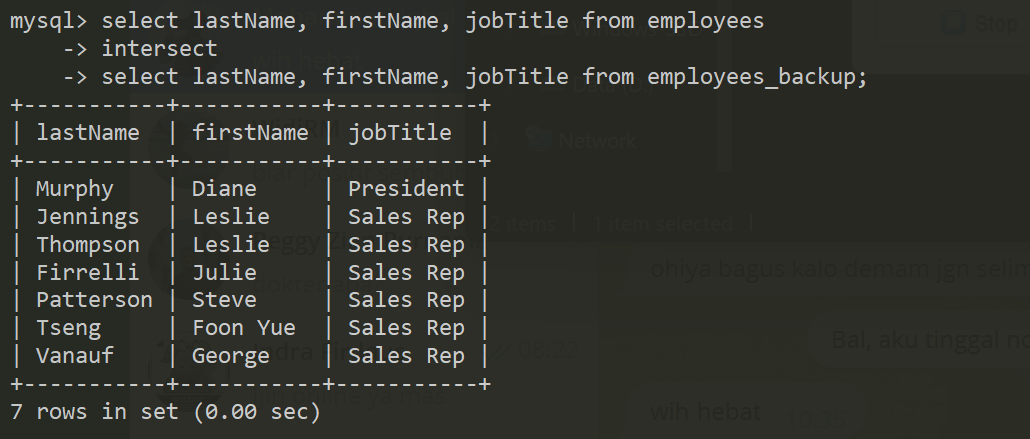 mysql> select lastName, firstName, jobTitle from employees
    -> intersect
    -> select lastName, firstName, jobTitle from employees_backup;
+-----------+-----------+-----------+
| lastName  | firstName | jobTitle  |
+-----------+-----------+-----------+
| Murphy    | Diane     | President |
| Jennings  | Leslie    | Sales Rep |
| Thompson  | Leslie    | Sales Rep |
| Firrelli  | Julie     | Sales Rep |
| Patterson | Steve     | Sales Rep |
| Tseng     | Foon Yue  | Sales Rep |
| Vanauf    | George    | Sales Rep |
+-----------+-----------+-----------+
7 rows in set (0.00 sec)
Stop
Network
2 items | 1 item selected |
ohiya bagus kalo demam jgn
Bal, aku tinggal
08:22
wih hebat